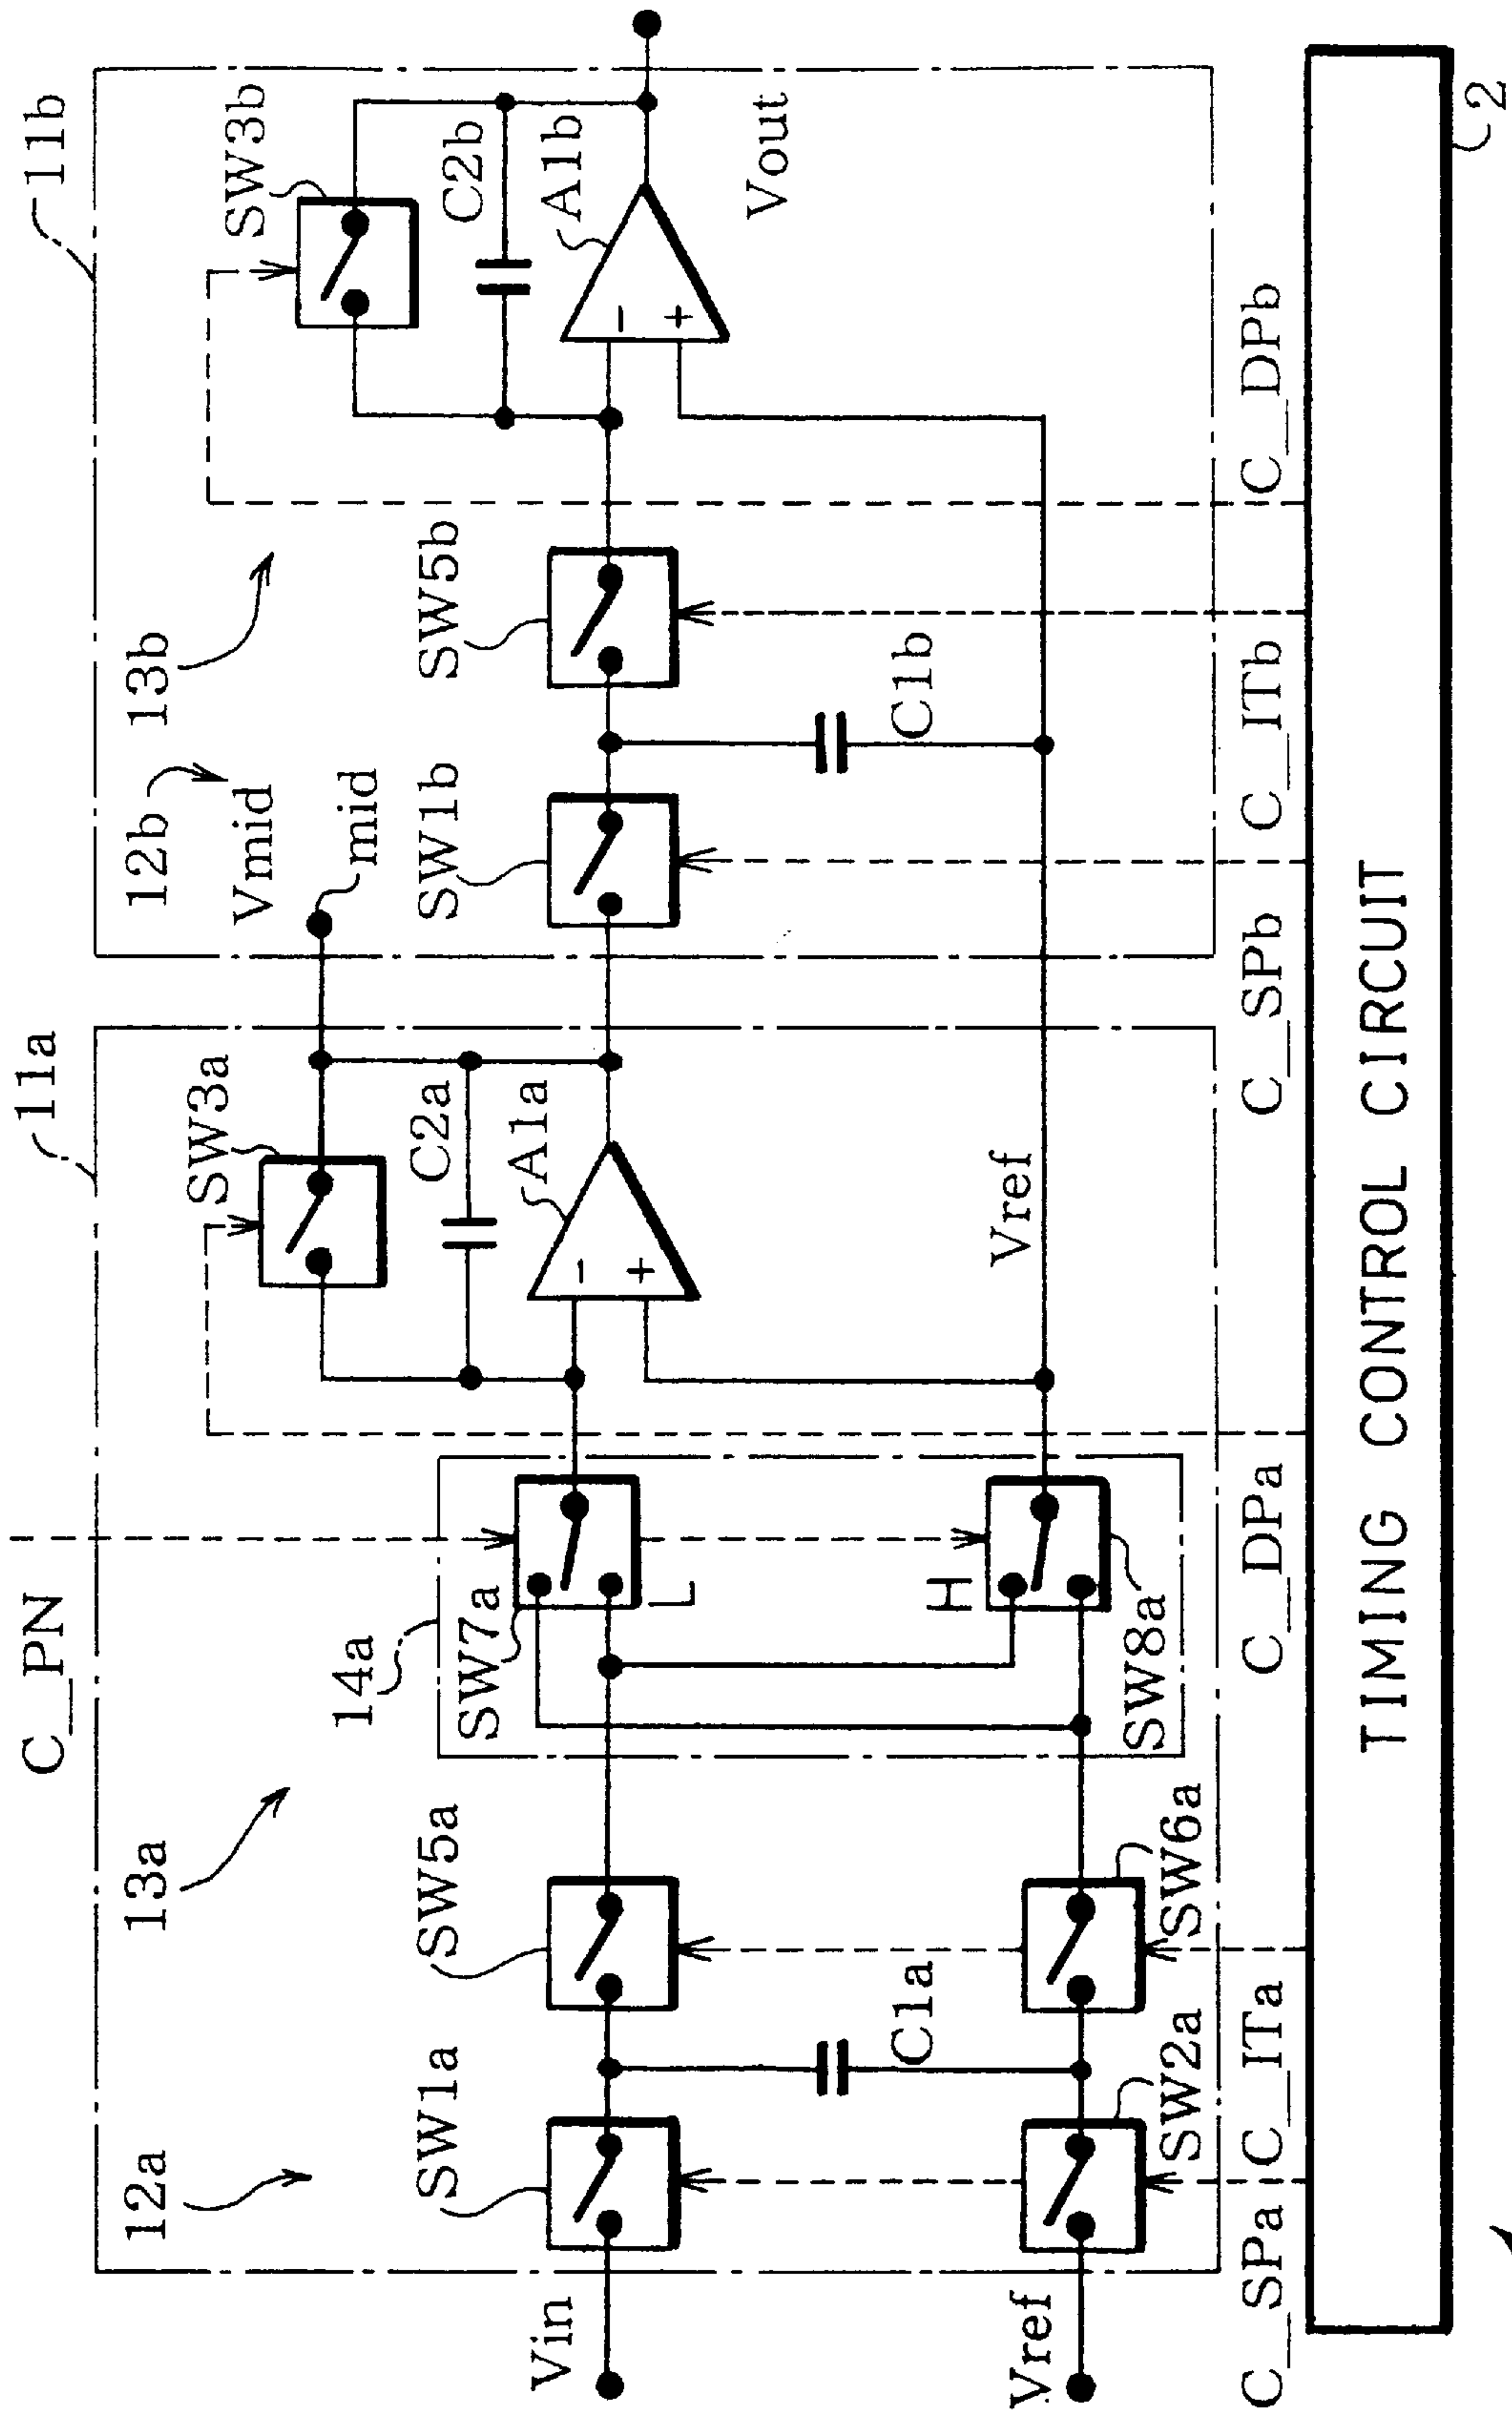 11a
11b
C_PN
12a
13a
14a
SW1a
SW5a
SW7a
L
SW3a
C2a
A1a
Vmid
mid
12b
13b
SW1b
SW5b
SW3b
C2b
A1b
Vout
Vin
Vref
C1a
SW2a
SW6a
H
SW8a
Vref
C1b
-
+
-
+
C_SPa
C_ITa
C_DPa
C_SPb
C_ITb
C_DPb
TIMING CONTROL CIRCUIT
2